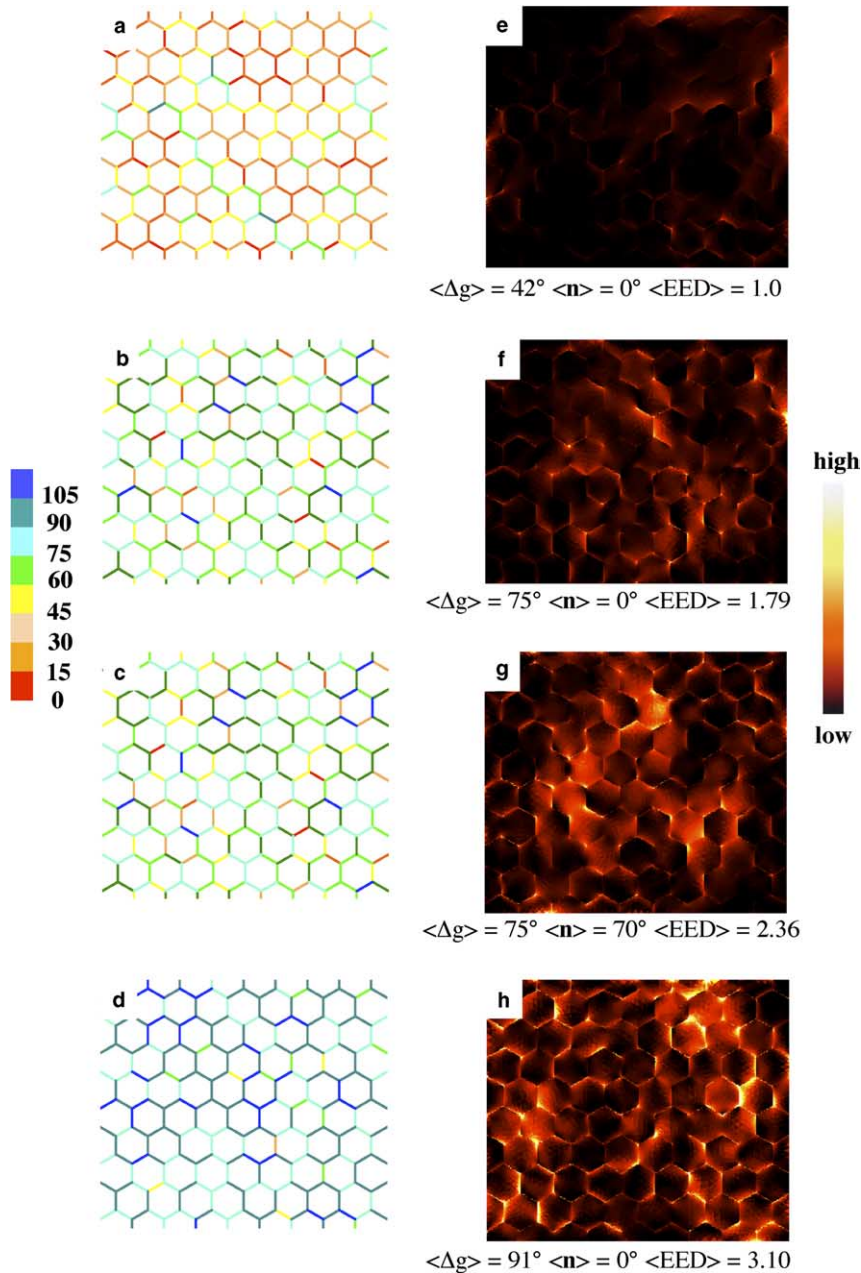 a
e
<Δg> = 42° <n> = 0° <EED> = 1.0
b
f
<Δg> = 75° <n> = 0° <EED> = 1.79
105
90
75
60
45
30
15
0
high
low
c
g
<Δg> = 75° <n> = 70° <EED> = 2.36
d
h
<Δg> = 91° <n> = 0° <EED> = 3.10